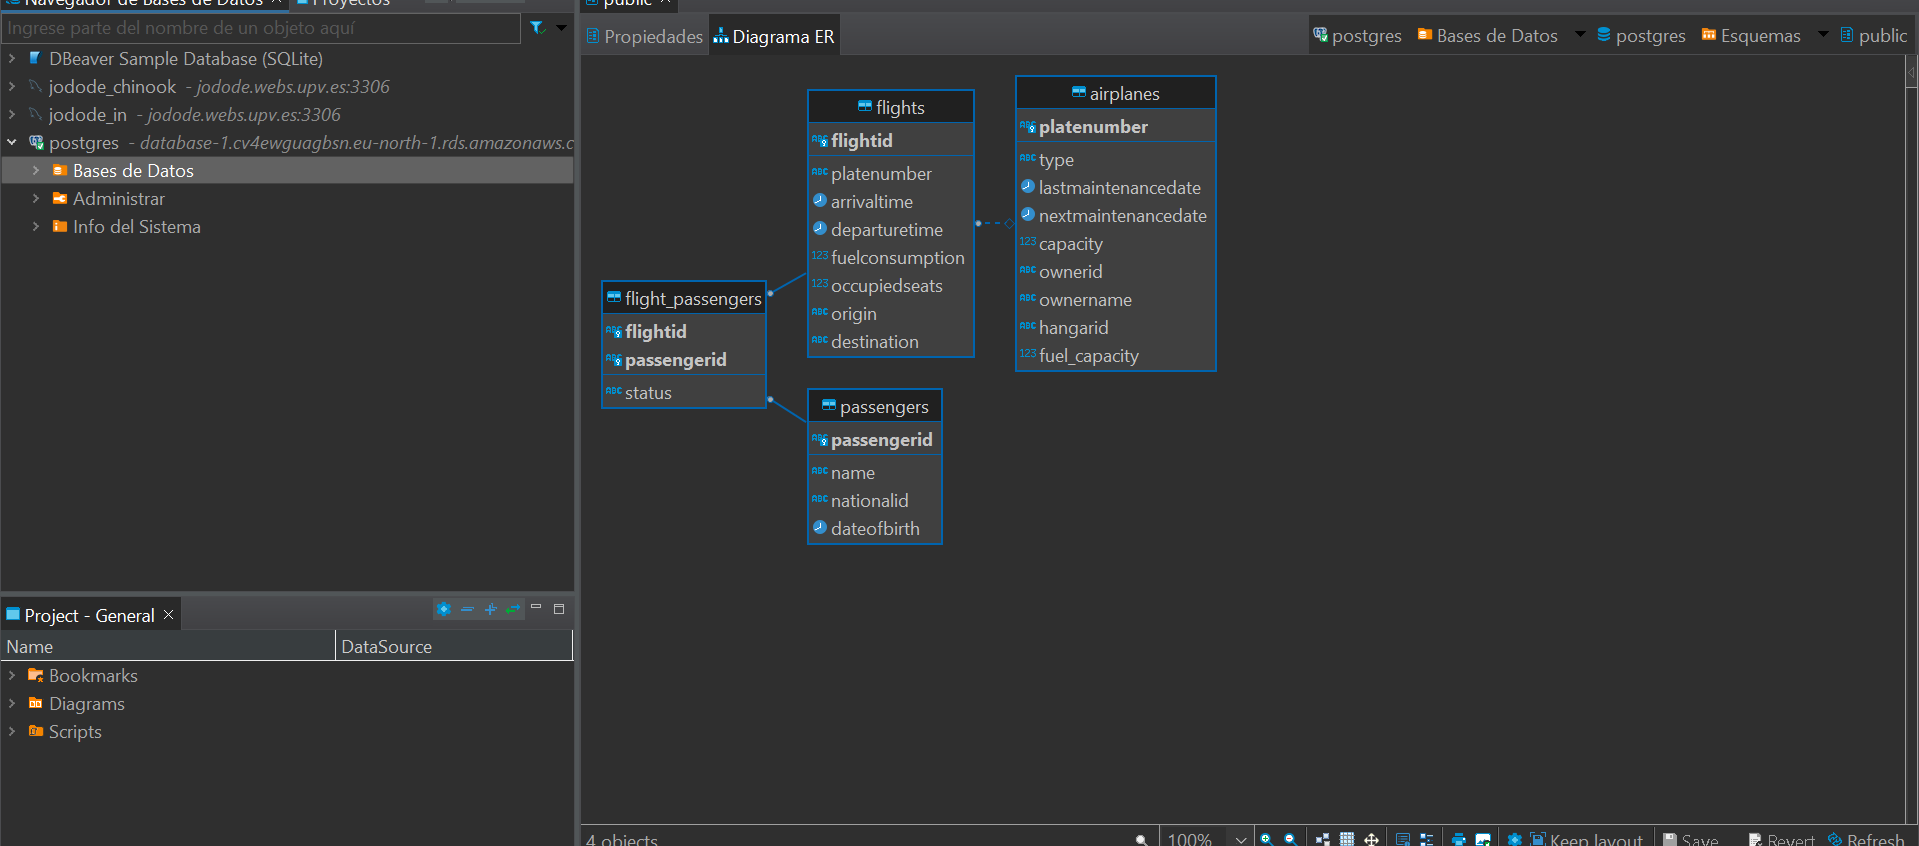 Navegador de Bases de Datos
Proyectos
Ingrese parte del nombre de un objeto aquí
DBeaver Sample Database (SQLite)
jodode_chinook - jodode.webs.upv.es:3306
jodode_in - jodode.webs.upv.es:3306
postgres - database-1.cv4ewguagbsn.eu-north-1.rds.amazonaws.c
Bases de Datos
Administrar
Info del Sistema
Project - General
Name DataSource
Bookmarks
Diagrams
Scripts
public
Propiedades Diagrama ER
postgres Bases de Datos postgres Esquemas public
flights
flightid
platenumber
arrivaltime
departuretime
fuelconsumption
occupiedseats
origin
destination
airplanes
platenumber
type
lastmaintenancedate
nextmaintenancedate
capacity
ownerid
ownername
hangarid
fuel_capacity
flight_passengers
flightid
passengerid
status
passengers
passengerid
name
nationalid
dateofbirth
4 objects
100%
Keep layout
Save
Revert
Refresh